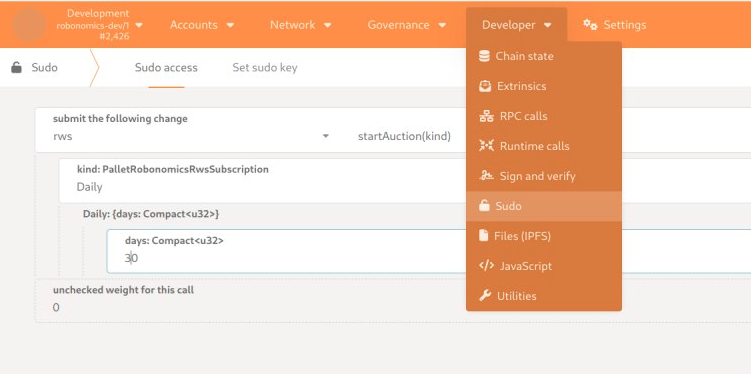 Development
robonomics-dev/1
#2,426
Accounts
Network
Governance
Developer
Settings
Sudo
Sudo access
Set sudo key
Chain state
Extrinsics
RPC calls
Runtime calls
Sign and verify
Sudo
Files (IPFS)
JavaScript
Utilities
submit the following change
rws
startAuction(kind)
kind: PalletRobonomicsRwsSubscription
Daily
Daily: {days: Compact<u32>}
days: Compact<u32>
30
unchecked weight for this call
0